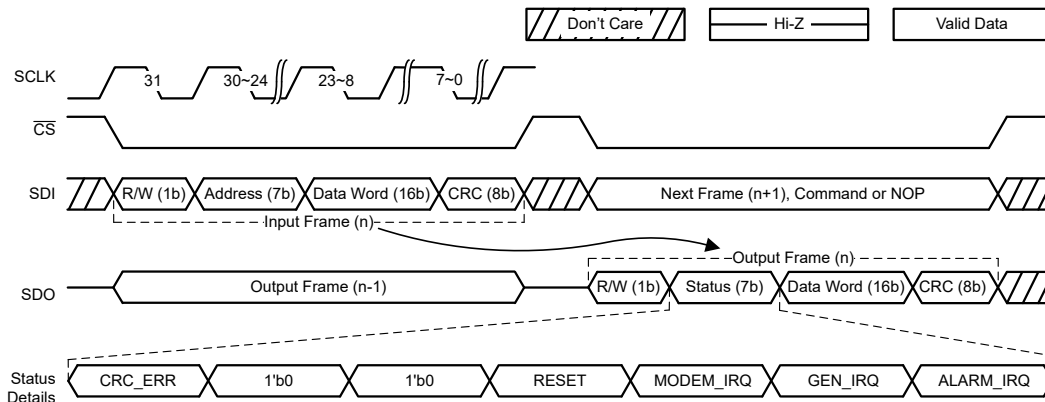 Don't Care Hi-Z Valid Data
SCLK 31 30~24 23~8 7~0
CS
SDI R/W (1b) Address (7b) Data Word (16b) CRC (8b) Next Frame (n+1), Command or NOP
Input Frame (n)
Output Frame (n)
SDO Output Frame (n-1) R/W (1b) Status (7b) Data Word (16b) CRC (8b)
Status Details CRC_ERR 1'b0 1'b0 RESET MODEM_IRQ GEN_IRQ ALARM_IRQ